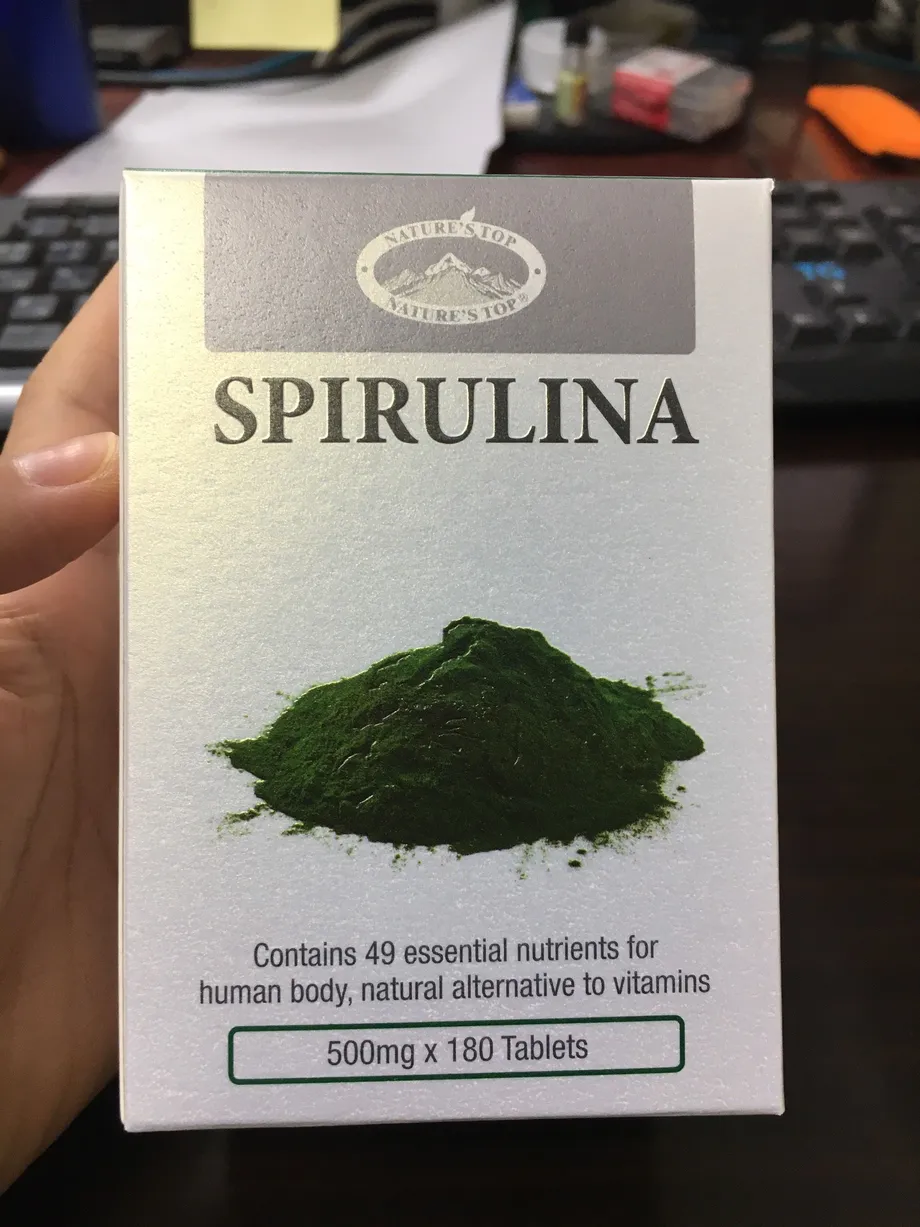 NATURE'S TOP
NATURE'S TOP®
SPIRULINA
Contains 49 essential nutrients for
human body, natural alternative to vitamins
500mg x 180 Tablets